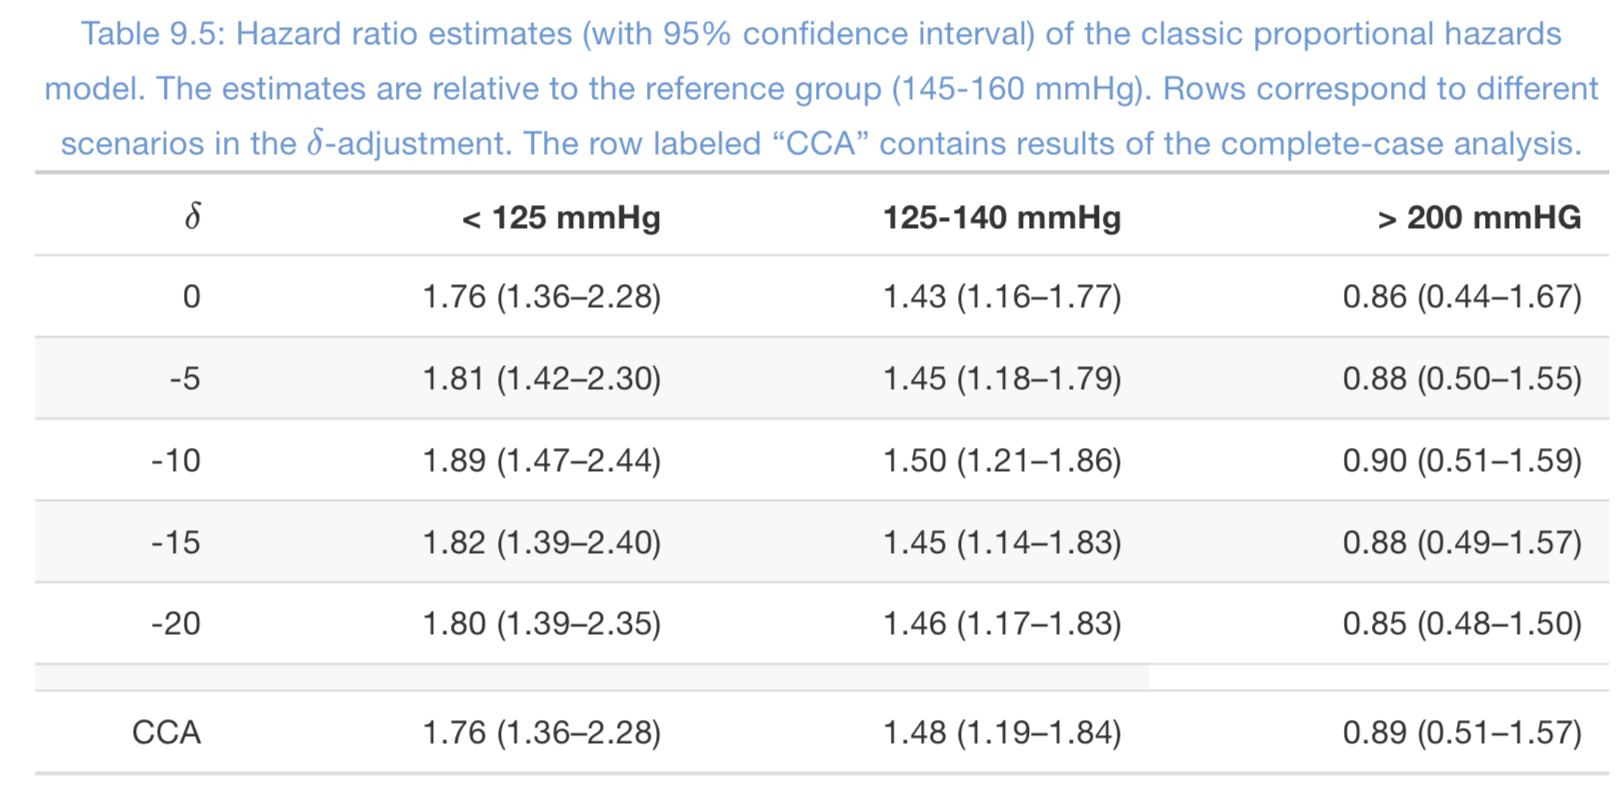 Table 9.5: Hazard ratio estimates (with 95% confidence interval) of the classic proportional hazards
model. The estimates are relative to the reference group (145-160 mmHg). Rows correspond to different
scenarios in the δ-adjustment. The row labeled “CCA” contains results of the complete-case analysis.
δ < 125 mmHg 125-140 mmHg > 200 mmHG
0 1.76 (1.36–2.28) 1.43 (1.16–1.77) 0.86 (0.44–1.67)
-5 1.81 (1.42–2.30) 1.45 (1.18–1.79) 0.88 (0.50–1.55)
-10 1.89 (1.47–2.44) 1.50 (1.21–1.86) 0.90 (0.51–1.59)
-15 1.82 (1.39–2.40) 1.45 (1.14–1.83) 0.88 (0.49–1.57)
-20 1.80 (1.39–2.35) 1.46 (1.17–1.83) 0.85 (0.48–1.50)
CCA 1.76 (1.36–2.28) 1.48 (1.19–1.84) 0.89 (0.51–1.57)